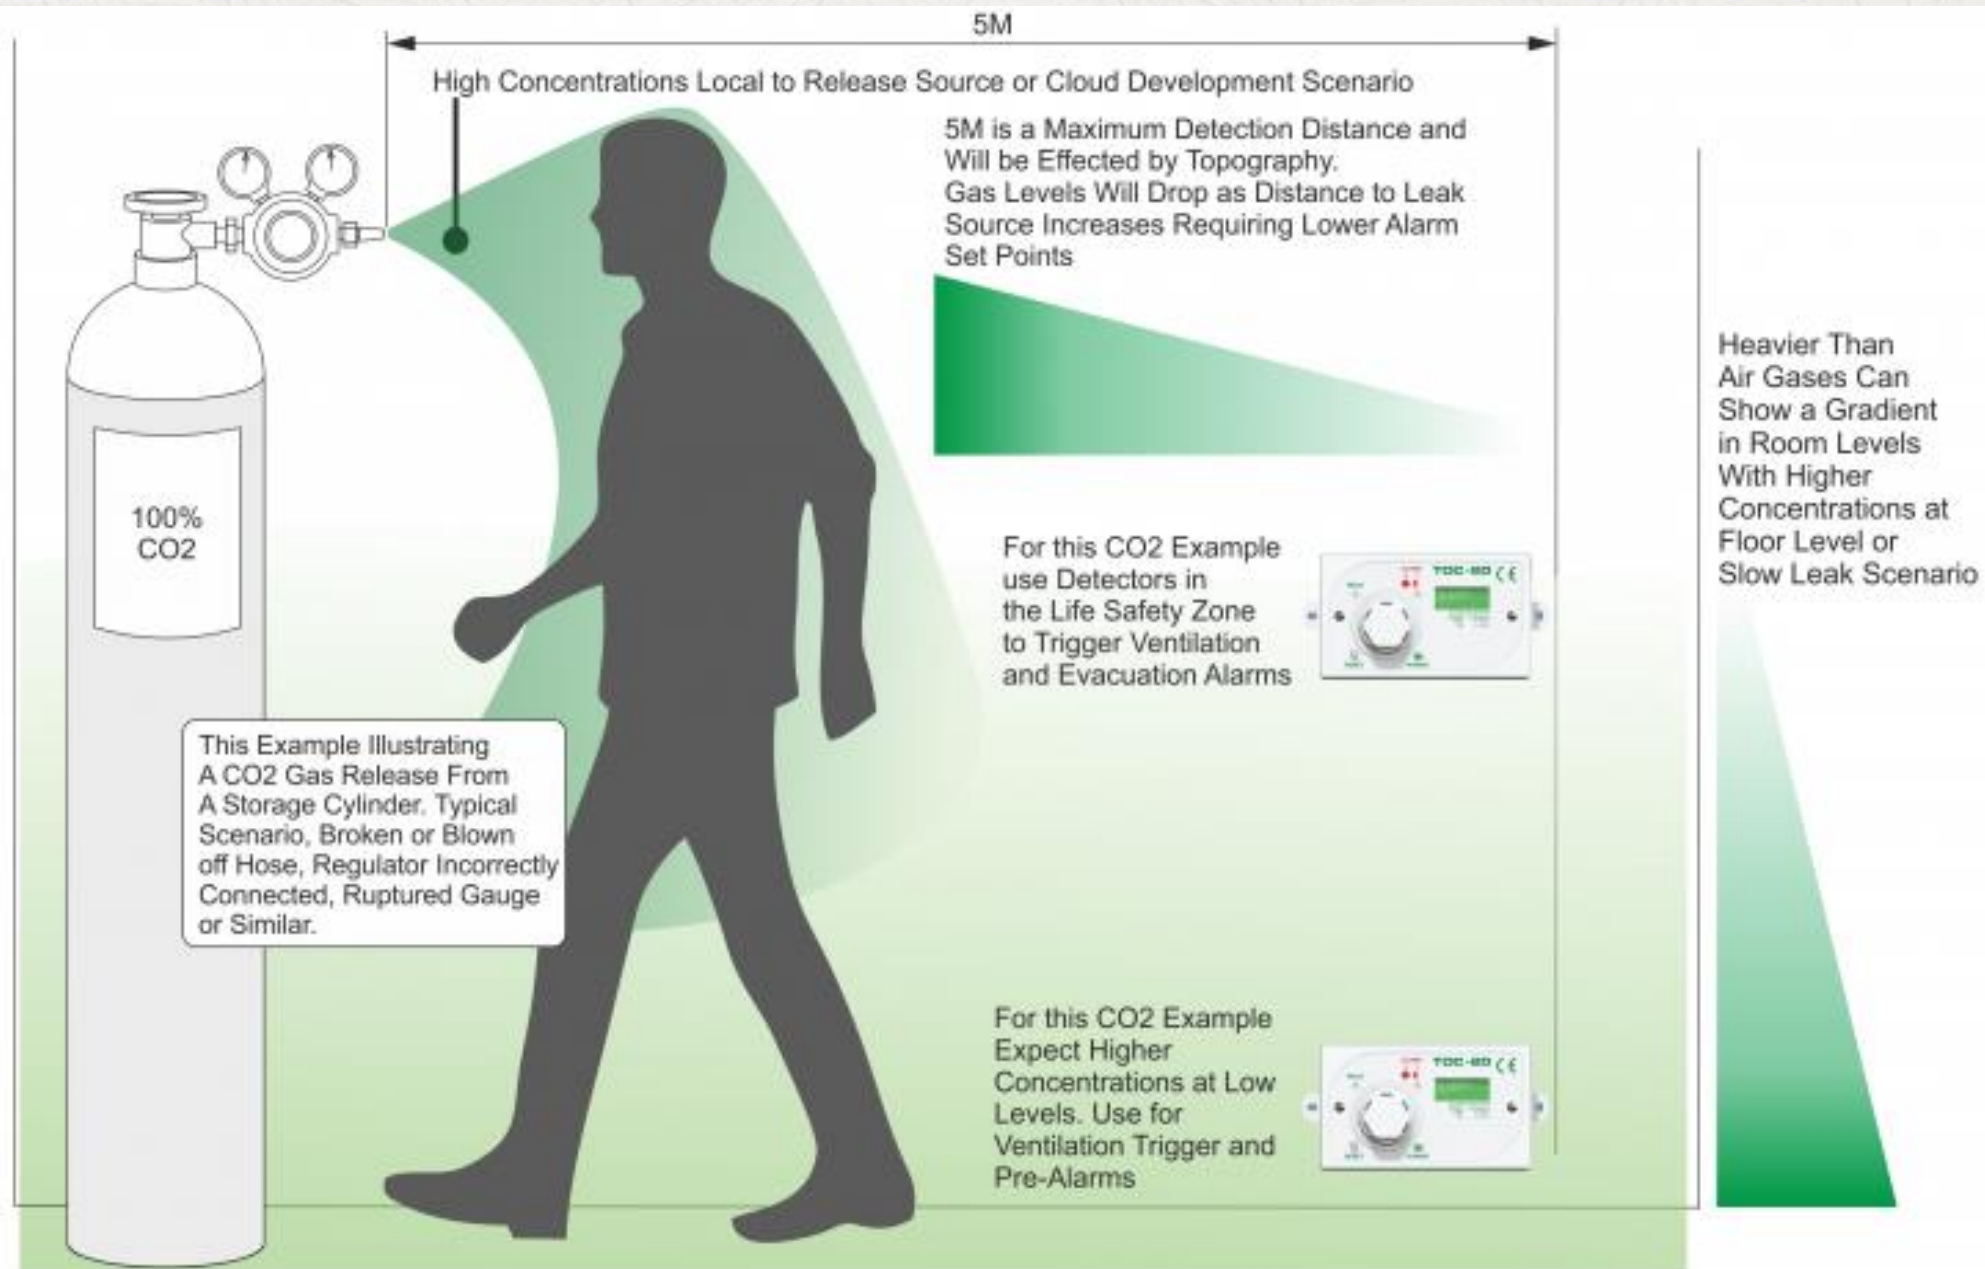 5M
High Concentrations Local to Release Source or Cloud Development Scenario
5M is a Maximum Detection Distance and
Will be Effected by Topography.
Gas Levels Will Drop as Distance to Leak
Source Increases Requiring Lower Alarm
Set Points
Heavier Than
Air Gases Can
Show a Gradient
in Room Levels
With Higher
Concentrations at
Floor Level or
Slow Leak Scenario
100%
CO2
For this CO2 Example
use Detectors in
the Life Safety Zone
to Trigger Ventilation
and Evacuation Alarms
CE
This Example Illustrating
A CO2 Gas Release From
A Storage Cylinder. Typical
Scenario, Broken or Blown
off Hose, Regulator Incorrectly
Connected, Ruptured Gauge
or Similar.
For this CO2 Example
Expect Higher
Concentrations at Low
Levels. Use for
Ventilation Trigger and
Pre-Alarms
CE